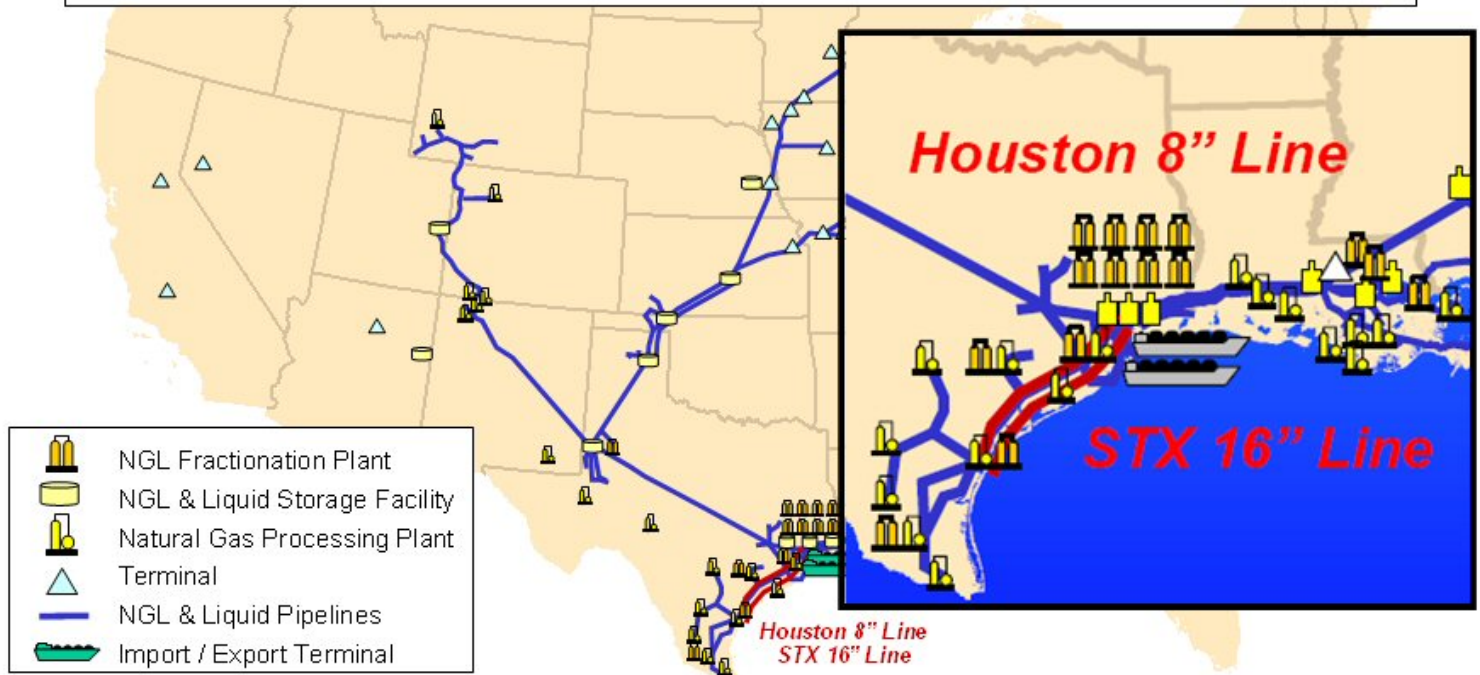 Houston 8” Line
STX 16” Line
NGL Fractionation Plant
NGL & Liquid Storage Facility
Natural Gas Processing Plant
Terminal
NGL & Liquid Pipelines
Import / Export Terminal
Houston 8” Line
STX 16” Line